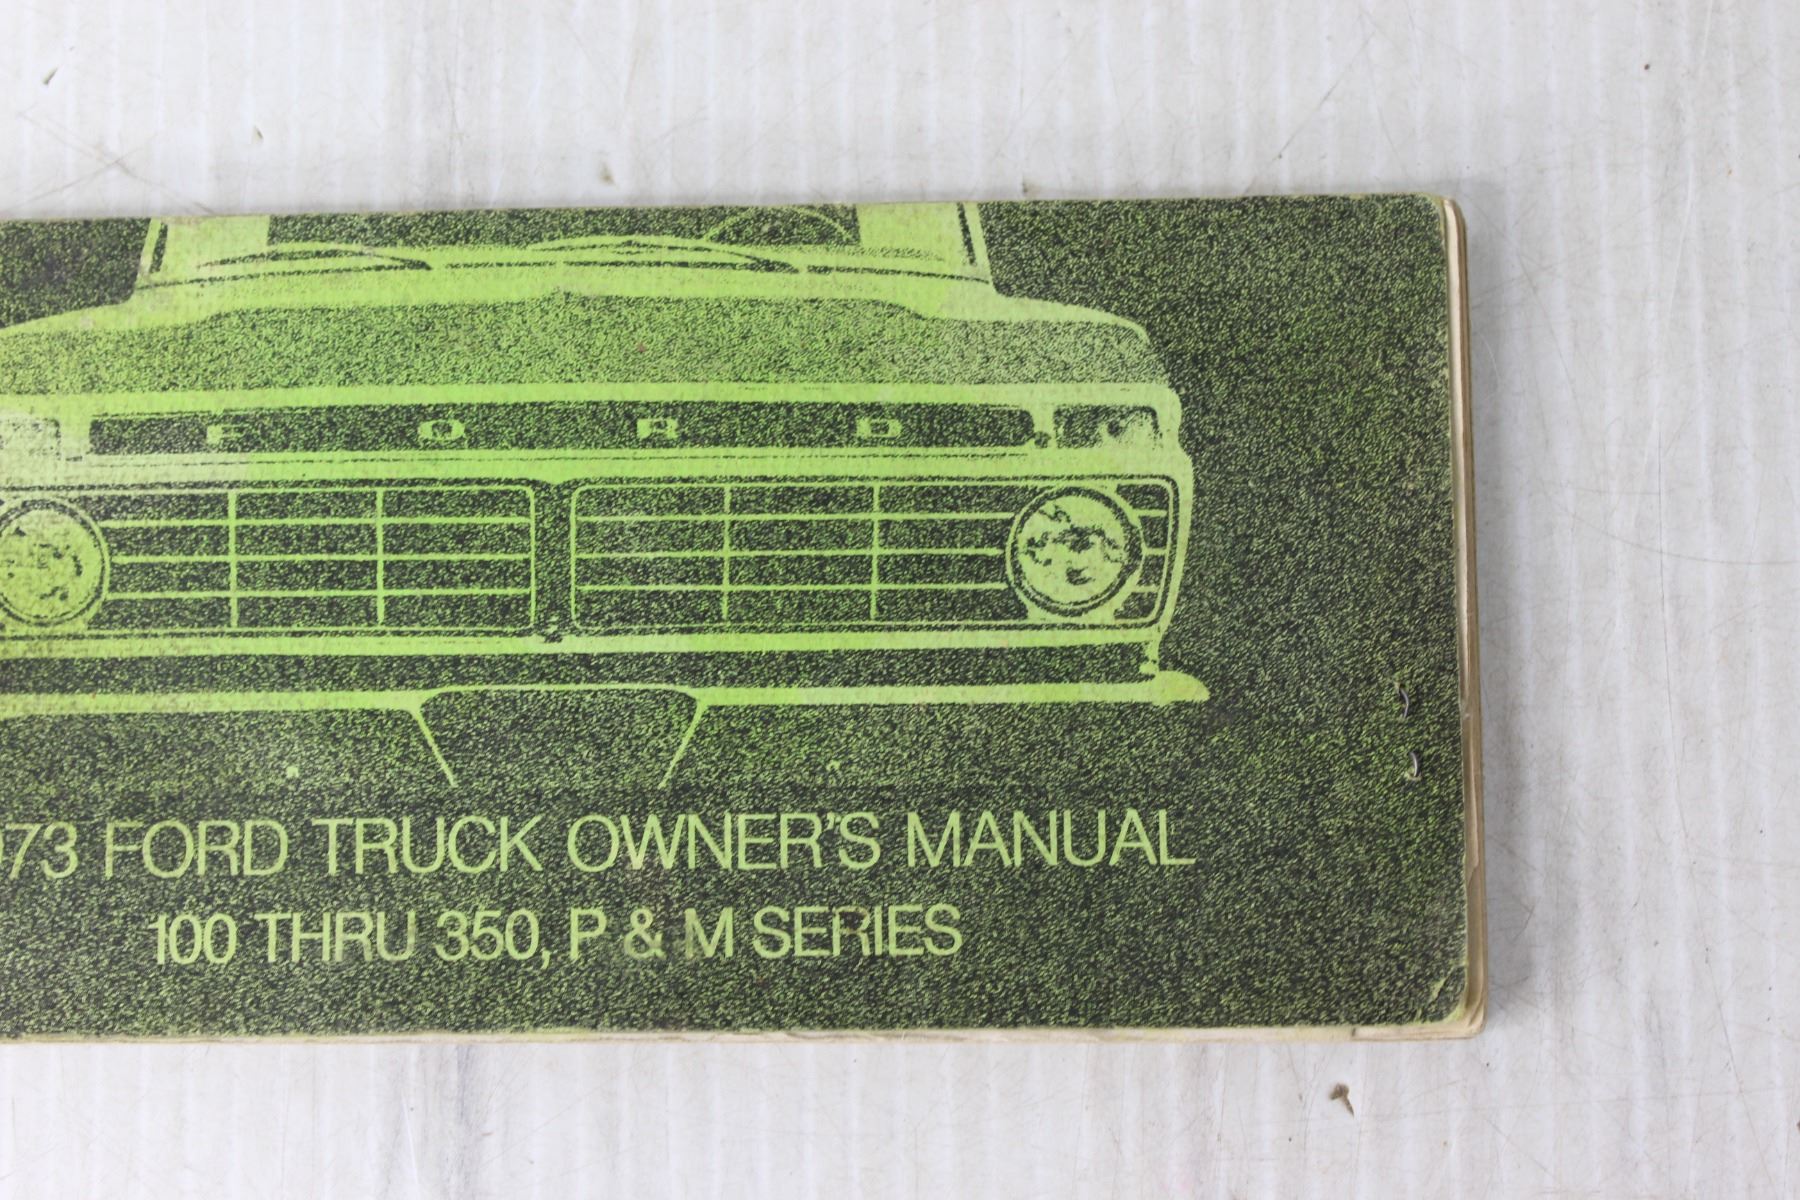 FORD
973 FORD TRUCK OWNER'S MANUAL
100 THRU 350, P & M SERIES